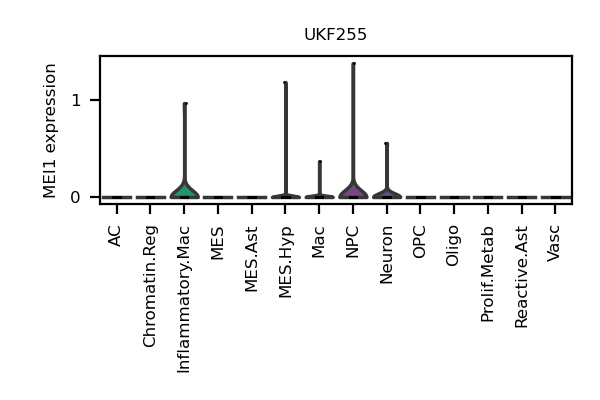 UKF255
MEI1 expression
1
0
AC
Chromatin.Reg
Inflammatory.Mac
MES
MES.Ast
MES.Hyp
Mac
NPC
Neuron
OPC
Oligo
Prolif.Metab
Reactive.Ast
Vasc